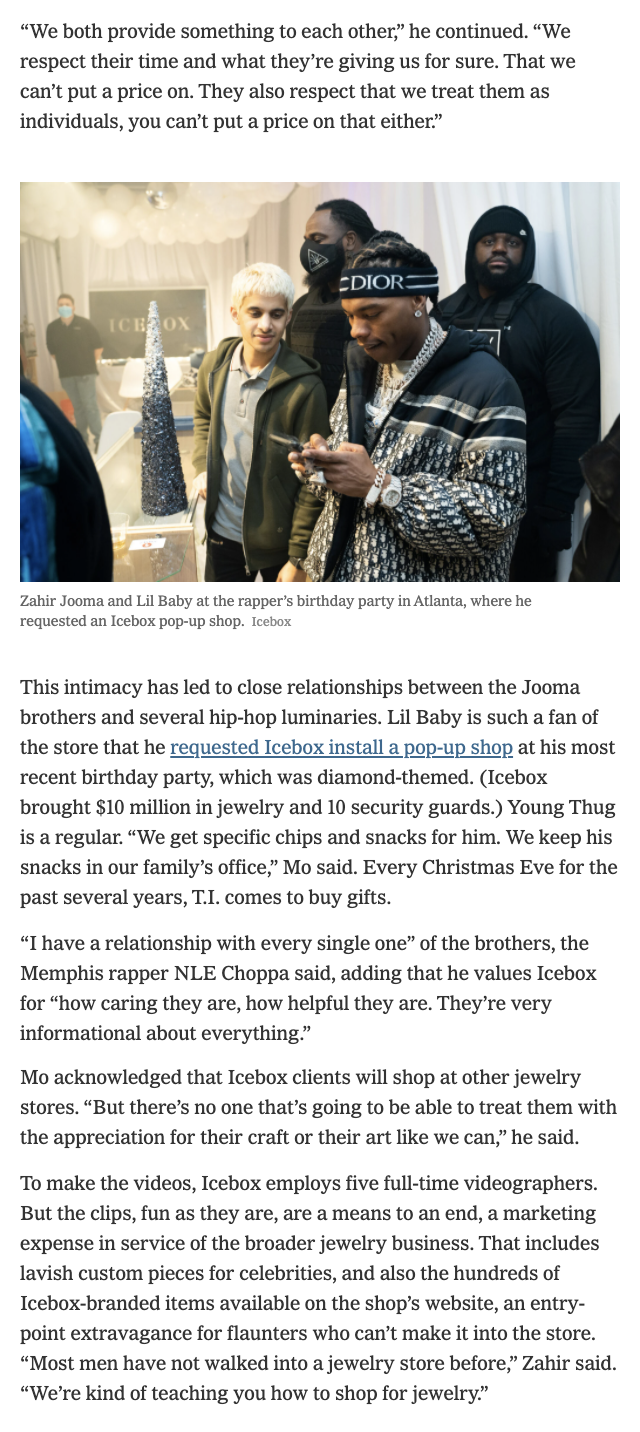 “We both provide something to each other,” he continued. “We
respect their time and what they’re giving us for sure. That we
can’t put a price on. They also respect that we treat them as
individuals, you can’t put a price on that either.”
ICEBOX
DIOR
Zahir Jooma and Lil Baby at the rapper’s birthday party in Atlanta, where he
requested an Icebox pop-up shop. Icebox
This intimacy has led to close relationships between the Jooma
brothers and several hip-hop luminaries. Lil Baby is such a fan of
the store that he requested Icebox install a pop-up shop at his most
recent birthday party, which was diamond-themed. (Icebox
brought $10 million in jewelry and 10 security guards.) Young Thug
is a regular. “We get specific chips and snacks for him. We keep his
snacks in our family’s office,” Mo said. Every Christmas Eve for the
past several years, T.I. comes to buy gifts.
“I have a relationship with every single one” of the brothers, the
Memphis rapper NLE Choppa said, adding that he values Icebox
for “how caring they are, how helpful they are. They’re very
informational about everything.”
Mo acknowledged that Icebox clients will shop at other jewelry
stores. “But there’s no one that’s going to be able to treat them with
the appreciation for their craft or their art like we can,” he said.
To make the videos, Icebox employs five full-time videographers.
But the clips, fun as they are, are a means to an end, a marketing
expense in service of the broader jewelry business. That includes
lavish custom pieces for celebrities, and also the hundreds of
Icebox-branded items available on the shop’s website, an entry-
point extravagance for flaunters who can’t make it into the store.
“Most men have not walked into a jewelry store before,” Zahir said.
“We’re kind of teaching you how to shop for jewelry.”